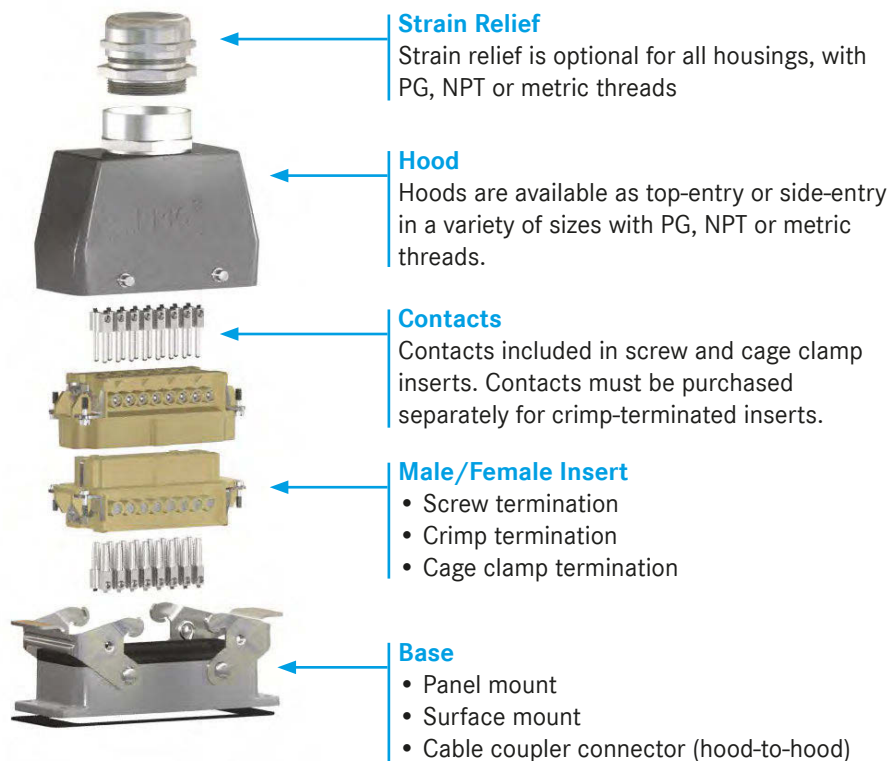 Strain Relief
Strain relief is optional for all housings, with
PG, NPT or metric threads
Hood
Hoods are available as top-entry or side-entry
in a variety of sizes with PG, NPT or metric
threads.
Contacts
Contacts included in screw and cage clamp
inserts. Contacts must be purchased
separately for crimp-terminated inserts.
Male/Female Insert
• Screw termination
• Crimp termination
• Cage clamp termination
Base
• Panel mount
• Surface mount
• Cable coupler connector (hood-to-hood)